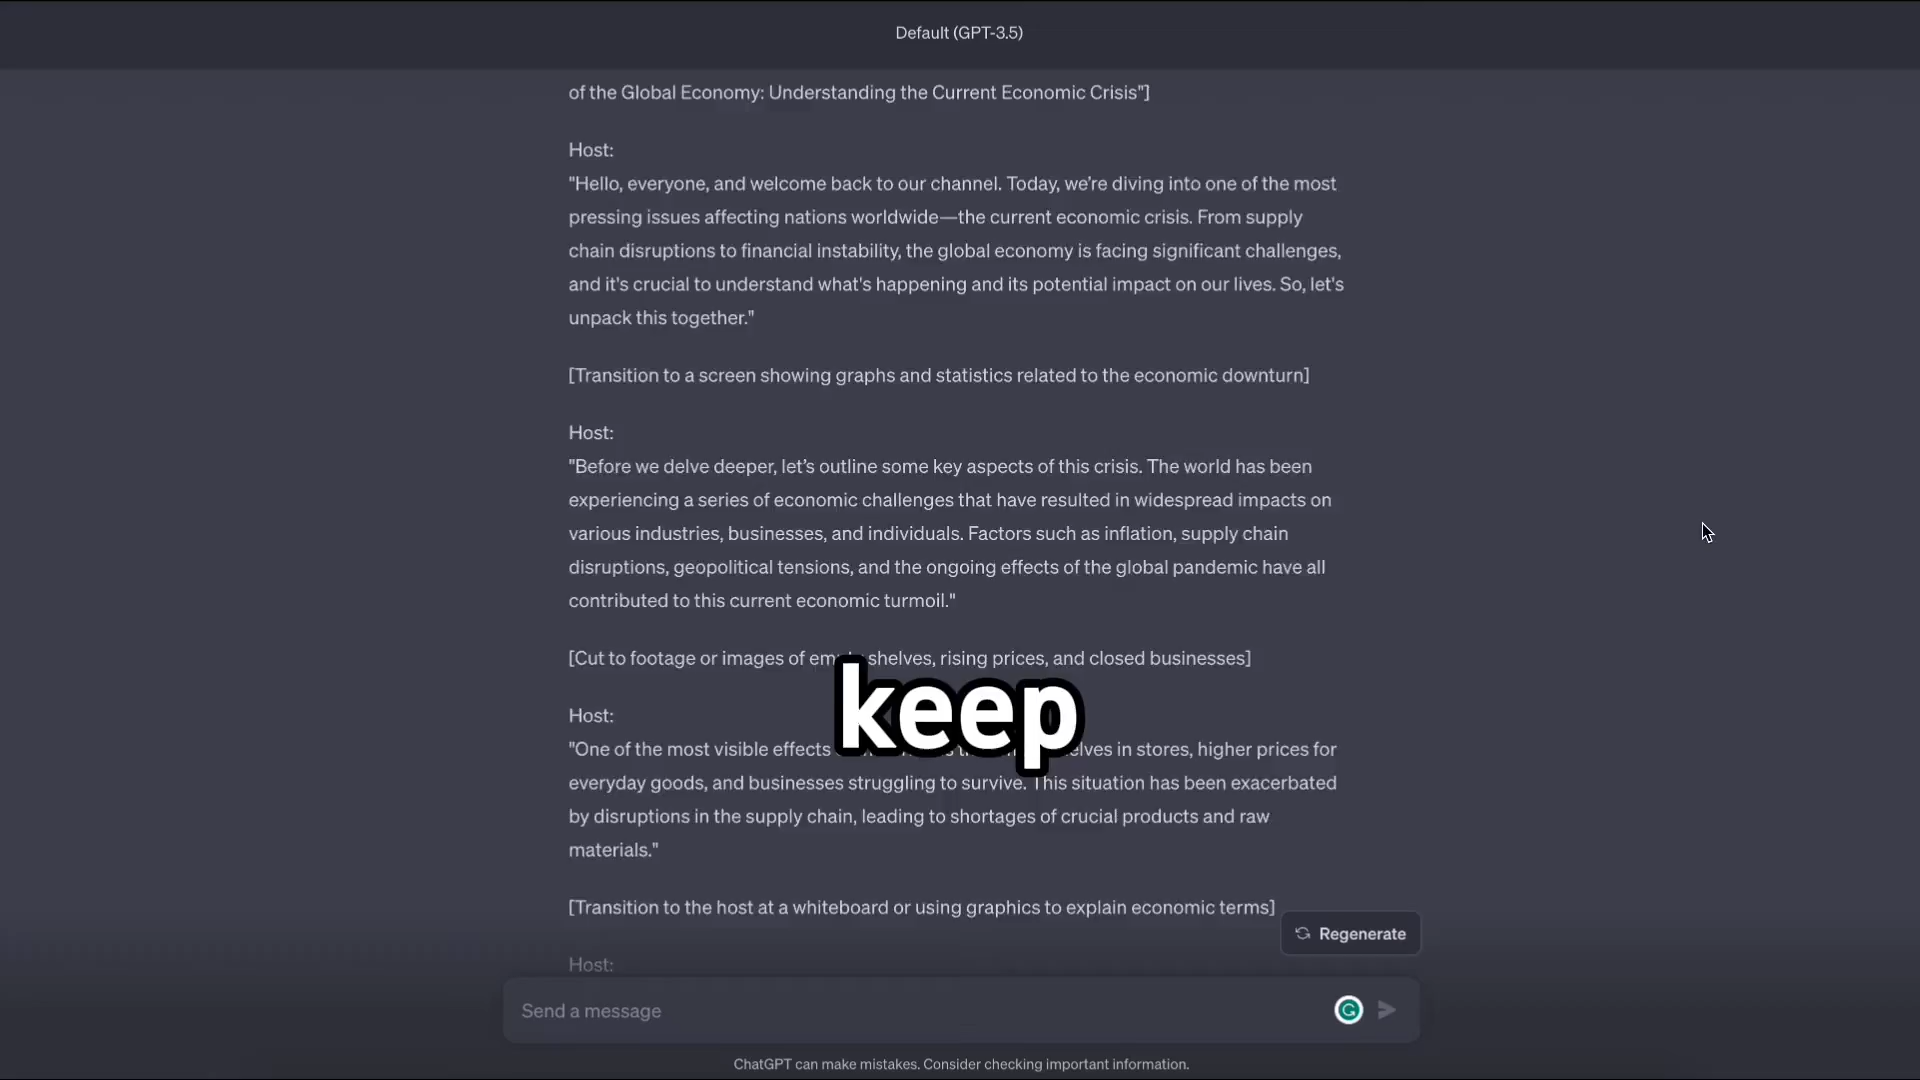 Default (GPT-3.5)
of the Global Economy: Understanding the Current Economic Crisis"]
Host:
"Hello, everyone, and welcome back to our channel. Today, we're diving into one of the most
pressing issues affecting nations worldwide—the current economic crisis. From supply
chain disruptions to financial instability, the global economy is facing significant challenges,
and it's crucial to understand what's happening and its potential impact on our lives. So, let's
unpack this together."
[Transition to a screen showing graphs and statistics related to the economic downturn]
Host:
"Before we delve deeper, let's outline some key aspects of this crisis. The world has been
experiencing a series of economic challenges that have resulted in widespread impacts on
various industries, businesses, and individuals. Factors such as inflation, supply chain
disruptions, geopolitical tensions, and the ongoing effects of the global pandemic have all
contributed to this current economic turmoil."
[Cut to footage or images of shelves, rising prices, and closed businesses]
keep
Host:
"One of the most visible effects in stores, higher prices for
everyday goods, and businesses struggling to survive. This situation has been exacerbated
by disruptions in the supply chain, leading to shortages of crucial products and raw
materials."
[Transition to the host at a whiteboard or using graphics to explain economic terms]
Regenerate
Host:
Send a message
ChatGPT can make mistakes. Consider checking important information.